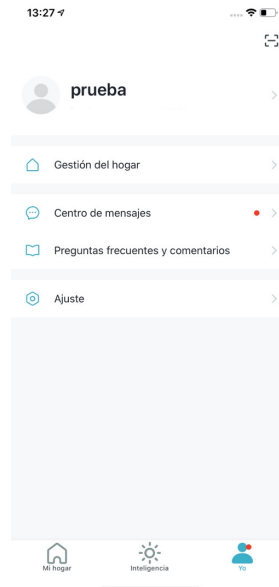 13:27
prueba
Gestión del hogar
Centro de mensajes
Preguntas frecuentes y comentarios
Ajuste
Mi hogar
Inteligencia
Yo